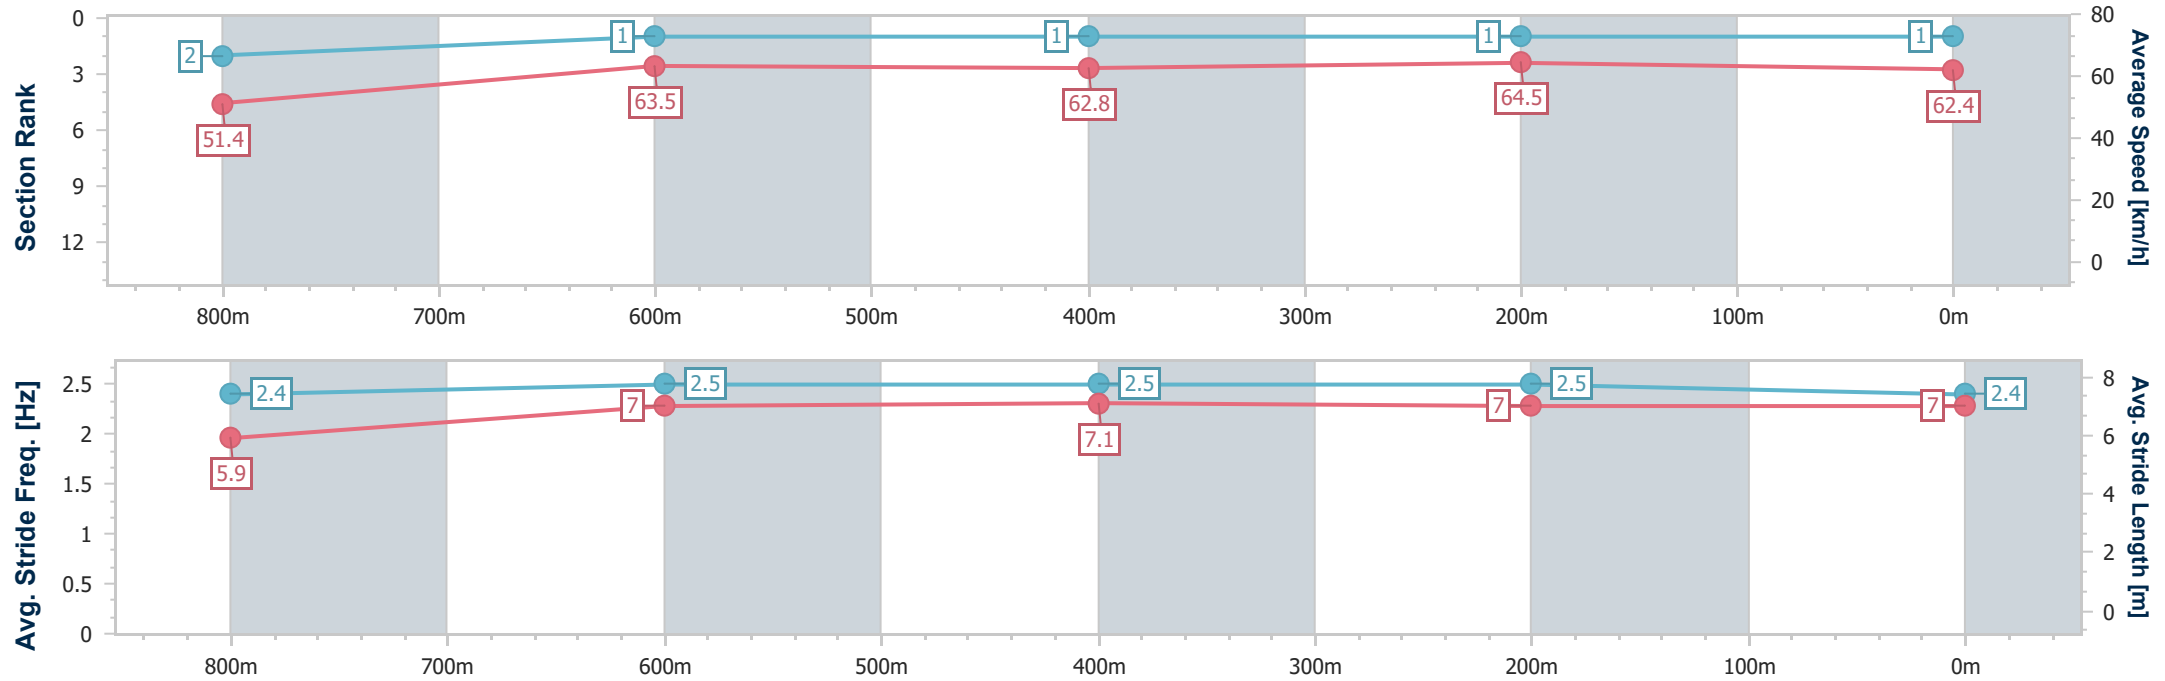 Section Rank
0
3
6
9
12
2
1
1
1
1
51.4
63.5
62.8
64.5
62.4
80
60
40
20
0
Average Speed [km/h]
800m
700m
600m
500m
400m
300m
200m
100m
0m
Avg. Stride Freq. [Hz]
2.5
2
1.5
1
0.5
0
2.4
2.5
2.5
2.5
2.4
5.9
7
7.1
7
7
8
6
4
2
0
Avg. Stride Length [m]
800m
700m
600m
500m
400m
300m
200m
100m
0m